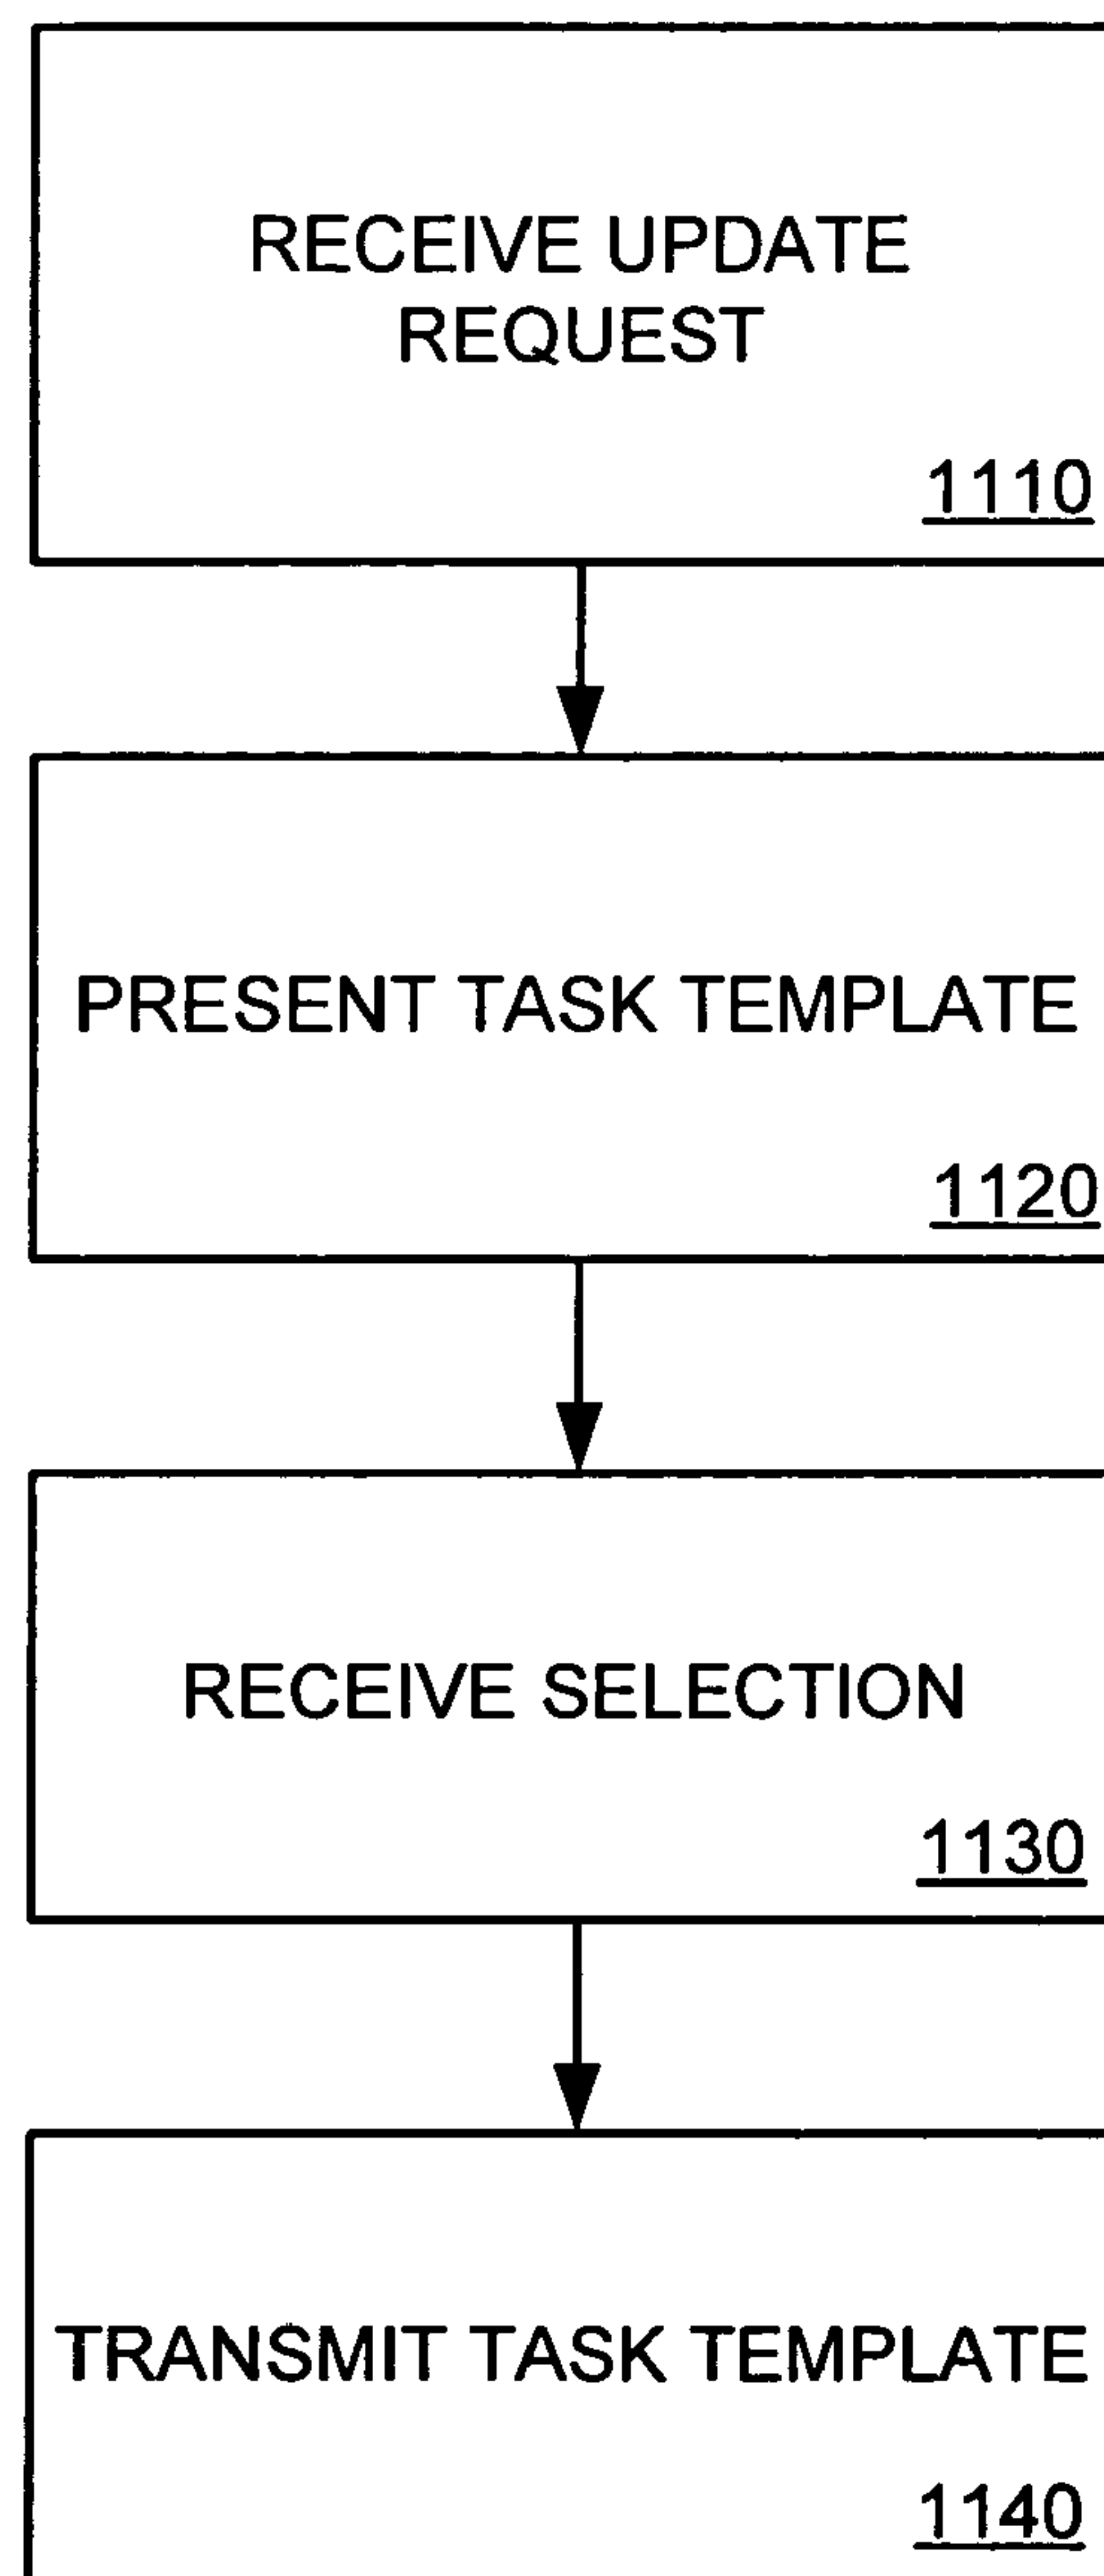 RECEIVE UPDATE
REQUEST
1110
PRESENT TASK TEMPLATE
1120
RECEIVE SELECTION
1130
TRANSMIT TASK TEMPLATE
1140